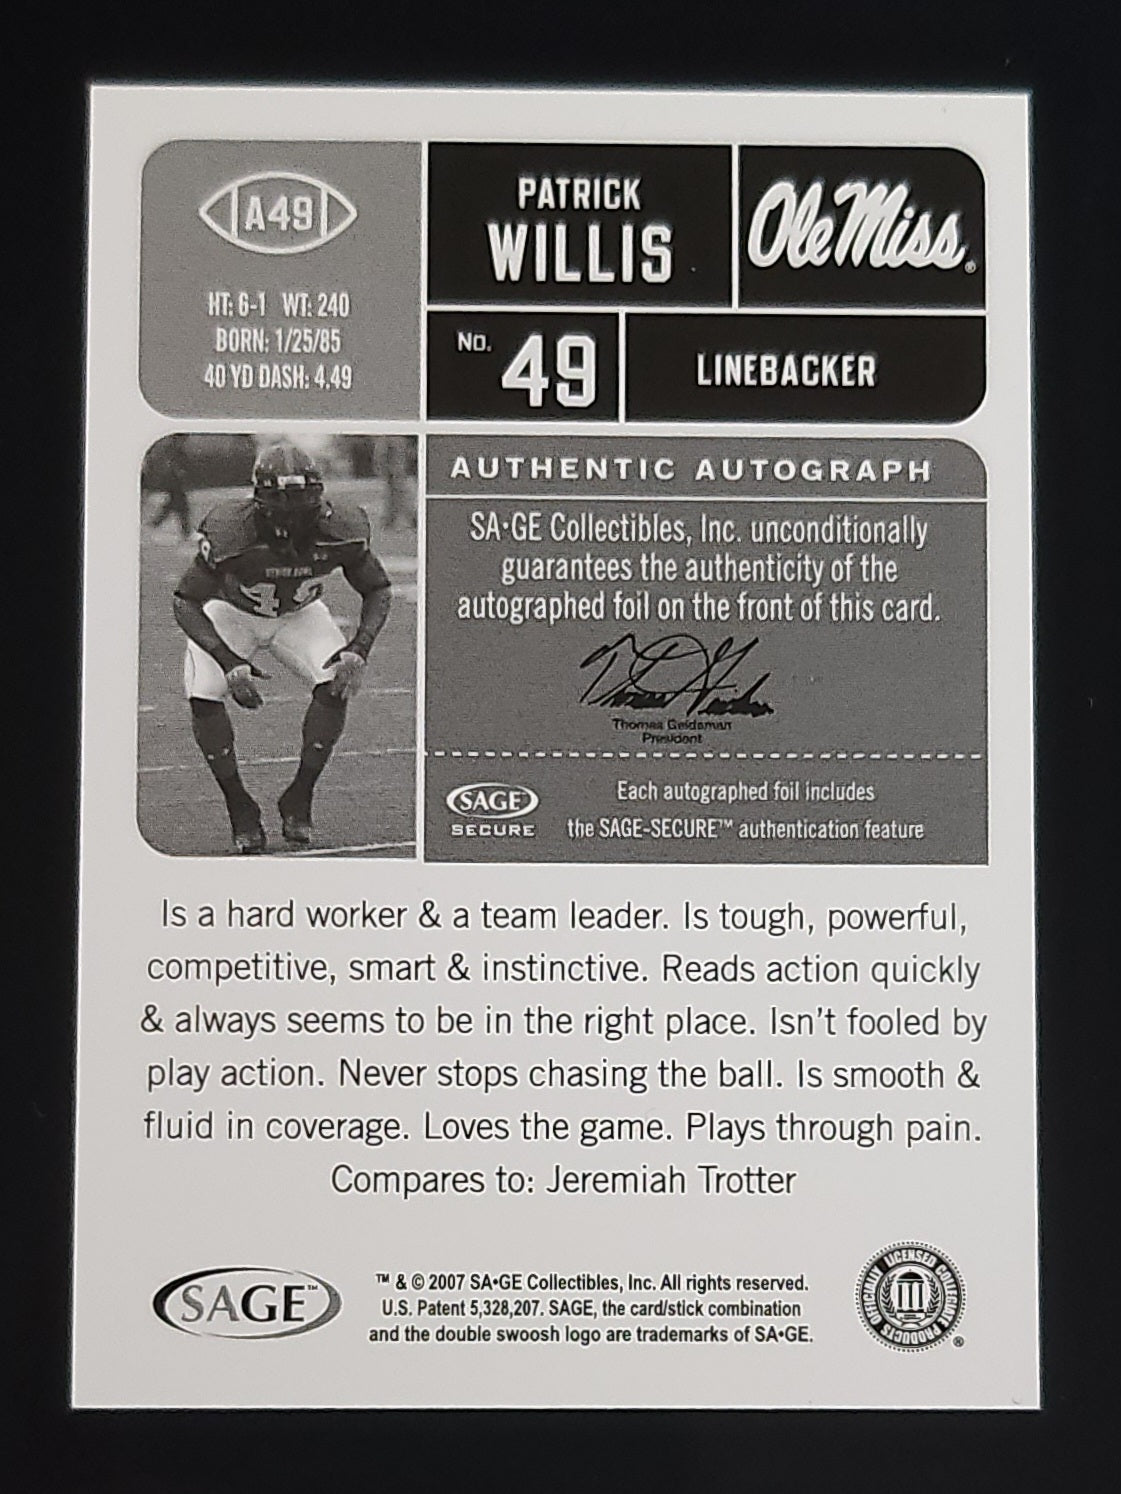 A49
HT: 6-1 WT: 240
BORN: 1/25/85
40 YD DASH: 4.49
PATRICK
WILLIS
Ole Miss®
No. 49
LINEBACKER
AUTHENTIC AUTOGRAPH
SA•GE Collectibles, Inc. unconditionally
guarantees the authenticity of the
autographed foil on the front of this card.
Thomas Geideman
President
SAGE
SECURE
Each autographed foil includes
the SAGE-SECURE™ authentication feature
Is a hard worker & a team leader. Is tough, powerful,
competitive, smart & instinctive. Reads action quickly
& always seems to be in the right place. Isn't fooled by
play action. Never stops chasing the ball. Is smooth &
fluid in coverage. Loves the game. Plays through pain.
Compares to: Jeremiah Trotter
SAGE™
™ & © 2007 SA•GE Collectibles, Inc. All rights reserved.
U.S. Patent 5,328,207. SAGE, the card/stick combination
and the double swoosh logo are trademarks of SA•GE.
OFFICIALLY LICENSED COLLEGIATE PRODUCTS ®